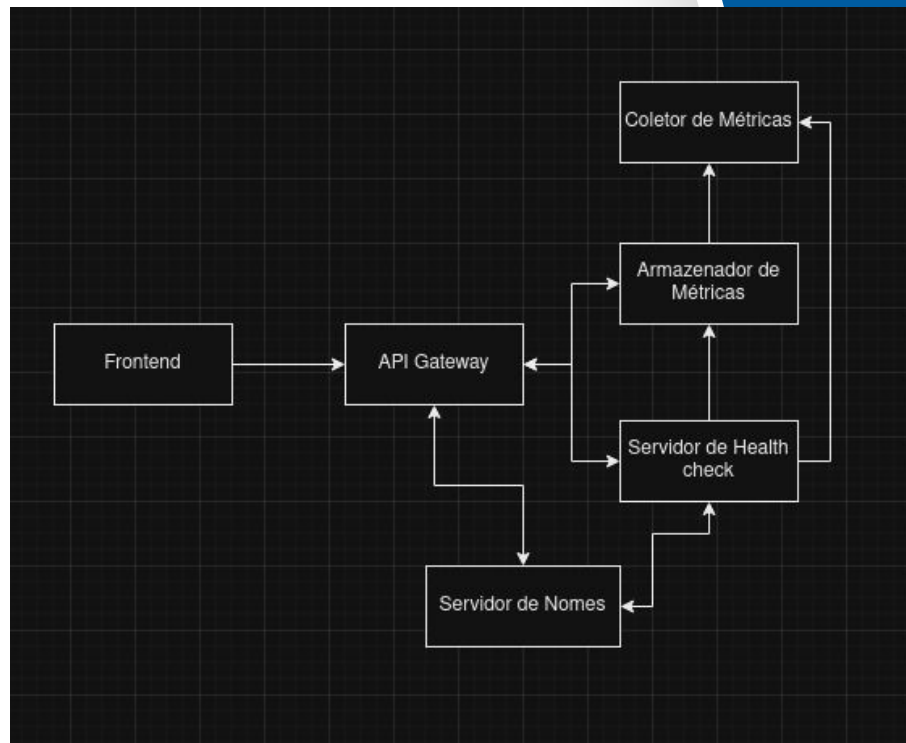 Coletor de Métricas
Armazenador de
Métricas
Frontend
API Gateway
Servidor de Health
check
Servidor de Nomes